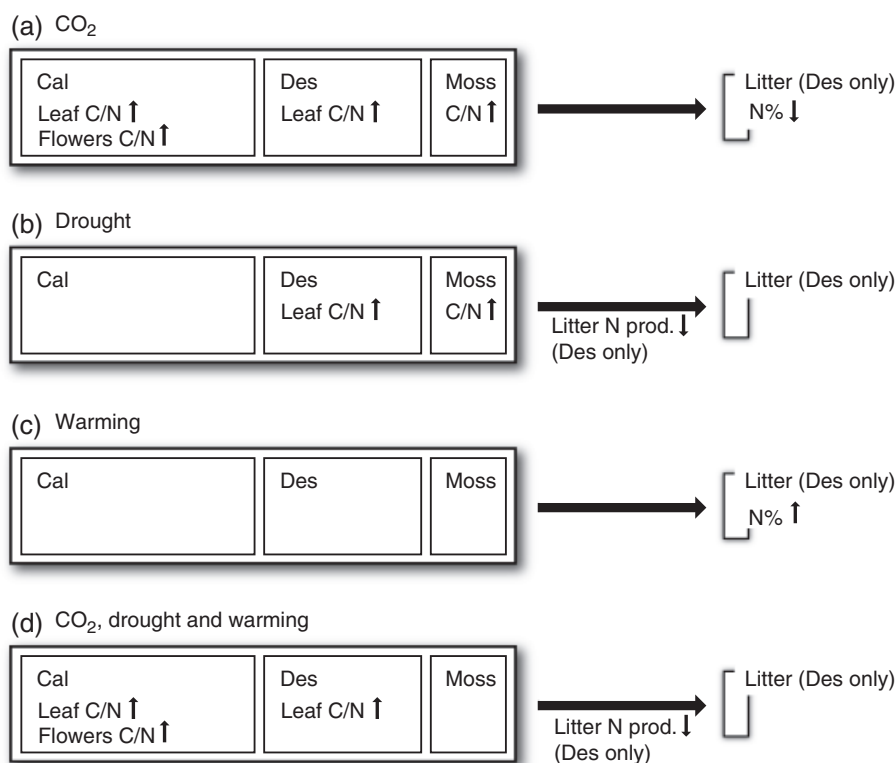 (a) CO₂
Cal
Leaf C/N ↑
Flowers C/N ↑
Des
Leaf C/N ↑
Moss
C/N ↑
Litter (Des only)
N% ↓
(b) Drought
Cal
Des
Leaf C/N ↑
Moss
C/N ↑
Litter N prod. ↓
(Des only)
Litter (Des only)
(c) Warming
Cal
Des
Moss
Litter (Des only)
N% ↑
(d) CO₂, drought and warming
Cal
Leaf C/N ↑
Flowers C/N ↑
Des
Leaf C/N ↑
Moss
Litter N prod. ↓
(Des only)
Litter (Des only)